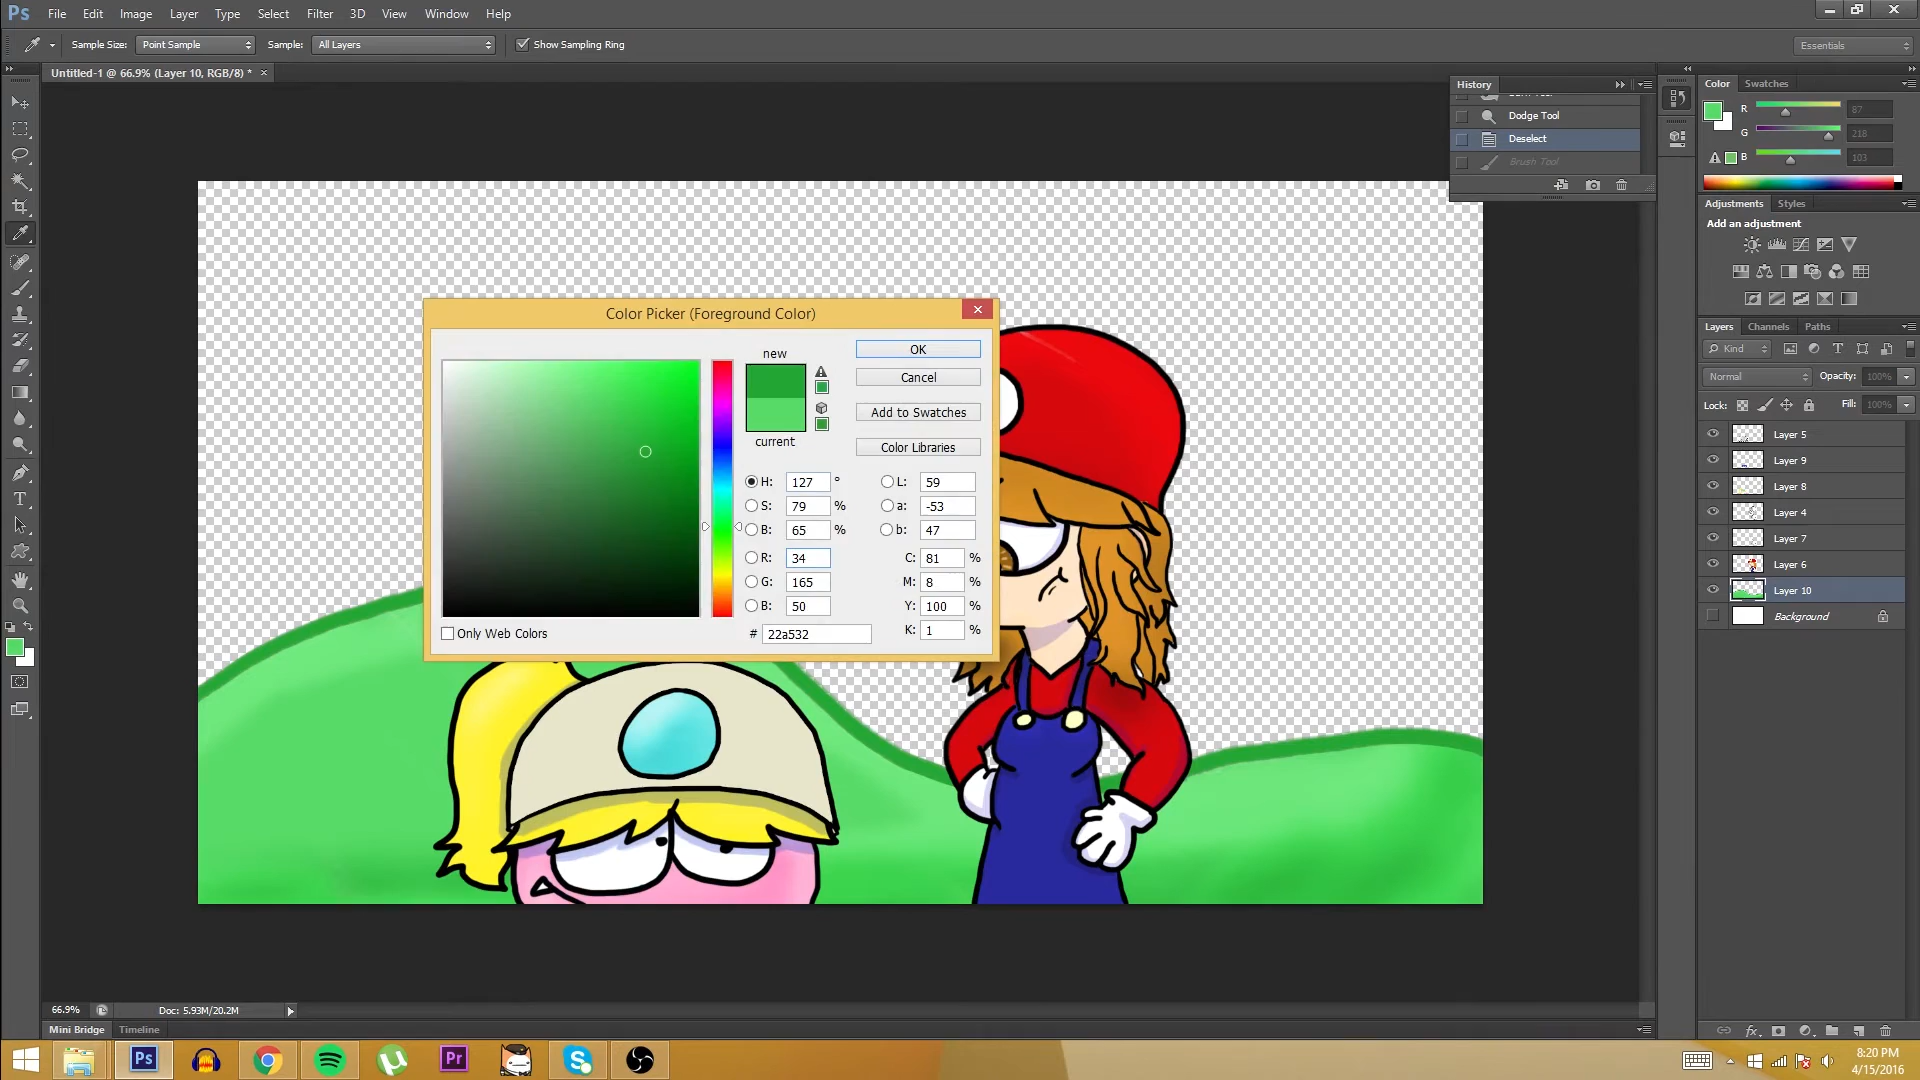 Ps File Edit Image Layer Type Select Filter 3D View Window Help
Sample Size: Point Sample Sample: All Layers Show Sampling Ring Essentials
Untitled-1 @ 66.9% (Layer 10, RGB/8) * ×
History
Dodge Tool
Deselect
Brush Tool
Color Swatches
R 87
G 218
B 103
Adjustments Styles
Add an adjustment
Layers Channels Paths
Kind
Normal Opacity: 100%
Lock: Fill: 100%
Layer 5
Layer 9
Layer 8
Layer 4
Layer 7
Layer 6
Layer 10
Background
Color Picker (Foreground Color)
new
current
OK
Cancel
Add to Swatches
Color Libraries
H: 127 ° L: 59
S: 79 % a: -53
B: 65 % b: 47
R: 34 C: 81 %
G: 165 M: 8 %
B: 50 Y: 100 %
K: 1 %
Only Web Colors # 22a532
66.9% Doc: 5.93M/20.2M
Mini Bridge Timeline
Ps Pr
8:20 PM
4/15/2016